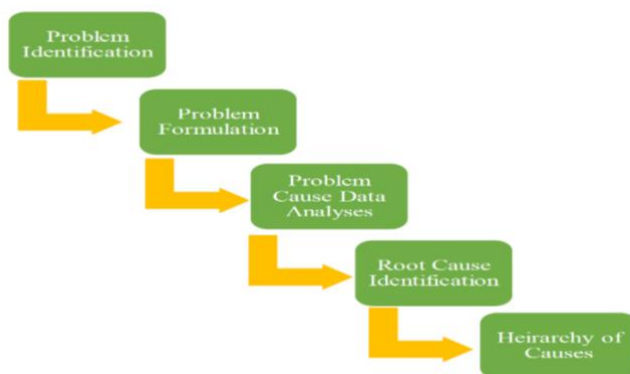 Problem
Identification
Problem
Formulation
Problem
Cause Data
Analyses
Root Cause
Identification
Heirarchy of
Causes